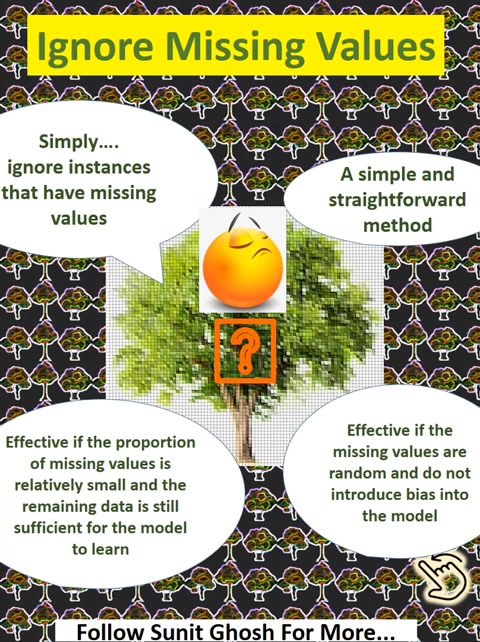 Ignore Missing Values
Simply....
ignore instances
that have missing
values
A simple and
straightforward
method
?
Effective if the proportion
of missing values is
relatively small and the
remaining data is still
sufficient for the model
to learn
Effective if the
missing values are
random and do not
introduce bias into
the model
Follow Sunit Ghosh For More...